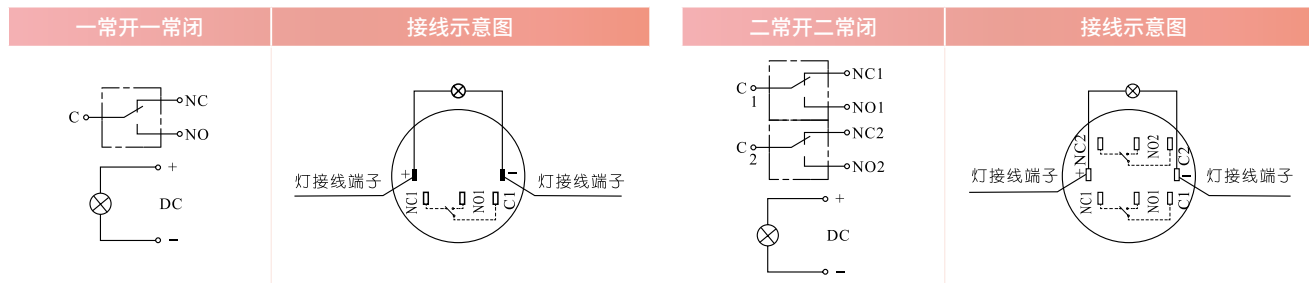 一常开一常闭
接线示意图
C
NC
NO
+
DC
−
+
−
灯接线端子
灯接线端子
NC1
NO1
C1
二常开二常闭
接线示意图
C
1
NC1
NO1
C
2
NC2
NO2
+
DC
−
NC2
NO2
C2
+
−
灯接线端子
灯接线端子
NC1
NO1
C1